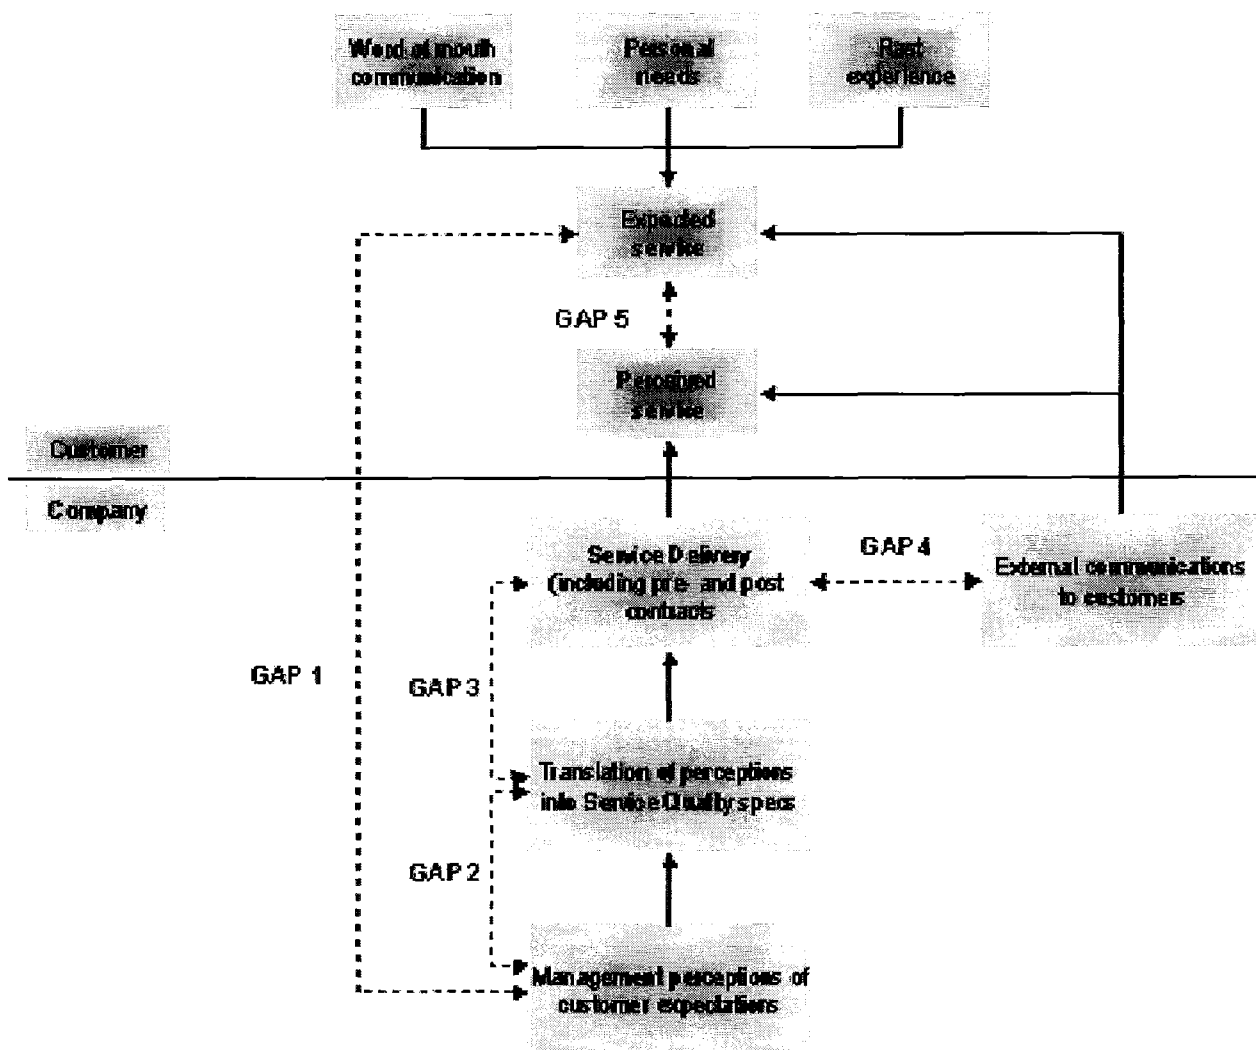 Word of mouth
communication
Personal
needs
Past
experience
Expected
service
GAP 5
Perceived
service
Customer
Company
Service Delivery
(including pre- and post
contracts
GAP 4
External communications
to customers
GAP 1
GAP 3
Translation of perceptions
into Service Quality specs
GAP 2
Management perceptions of
customer expectations